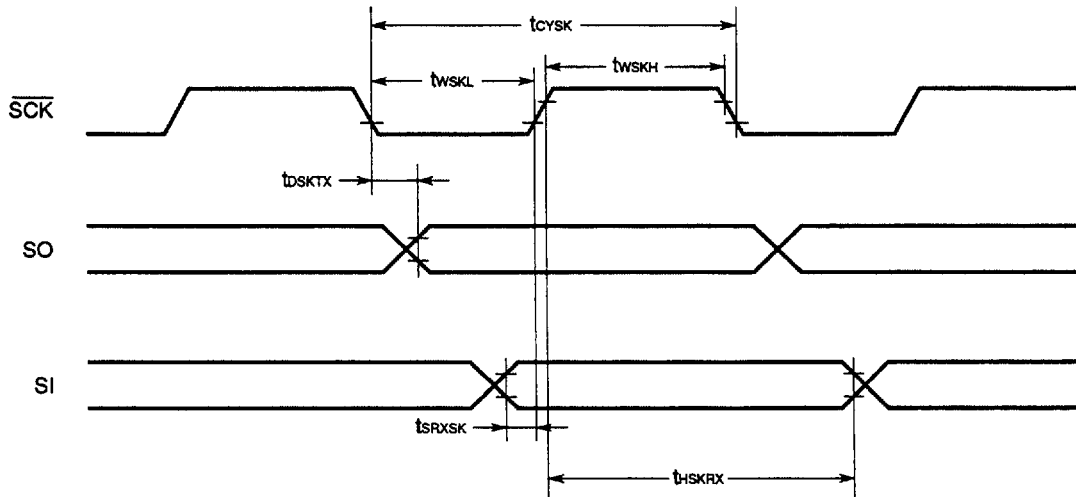 tCYSK
tWSKL
tWSKH
SCK
tDSKTX
SO
SI
tSRXSK
tHSKRX